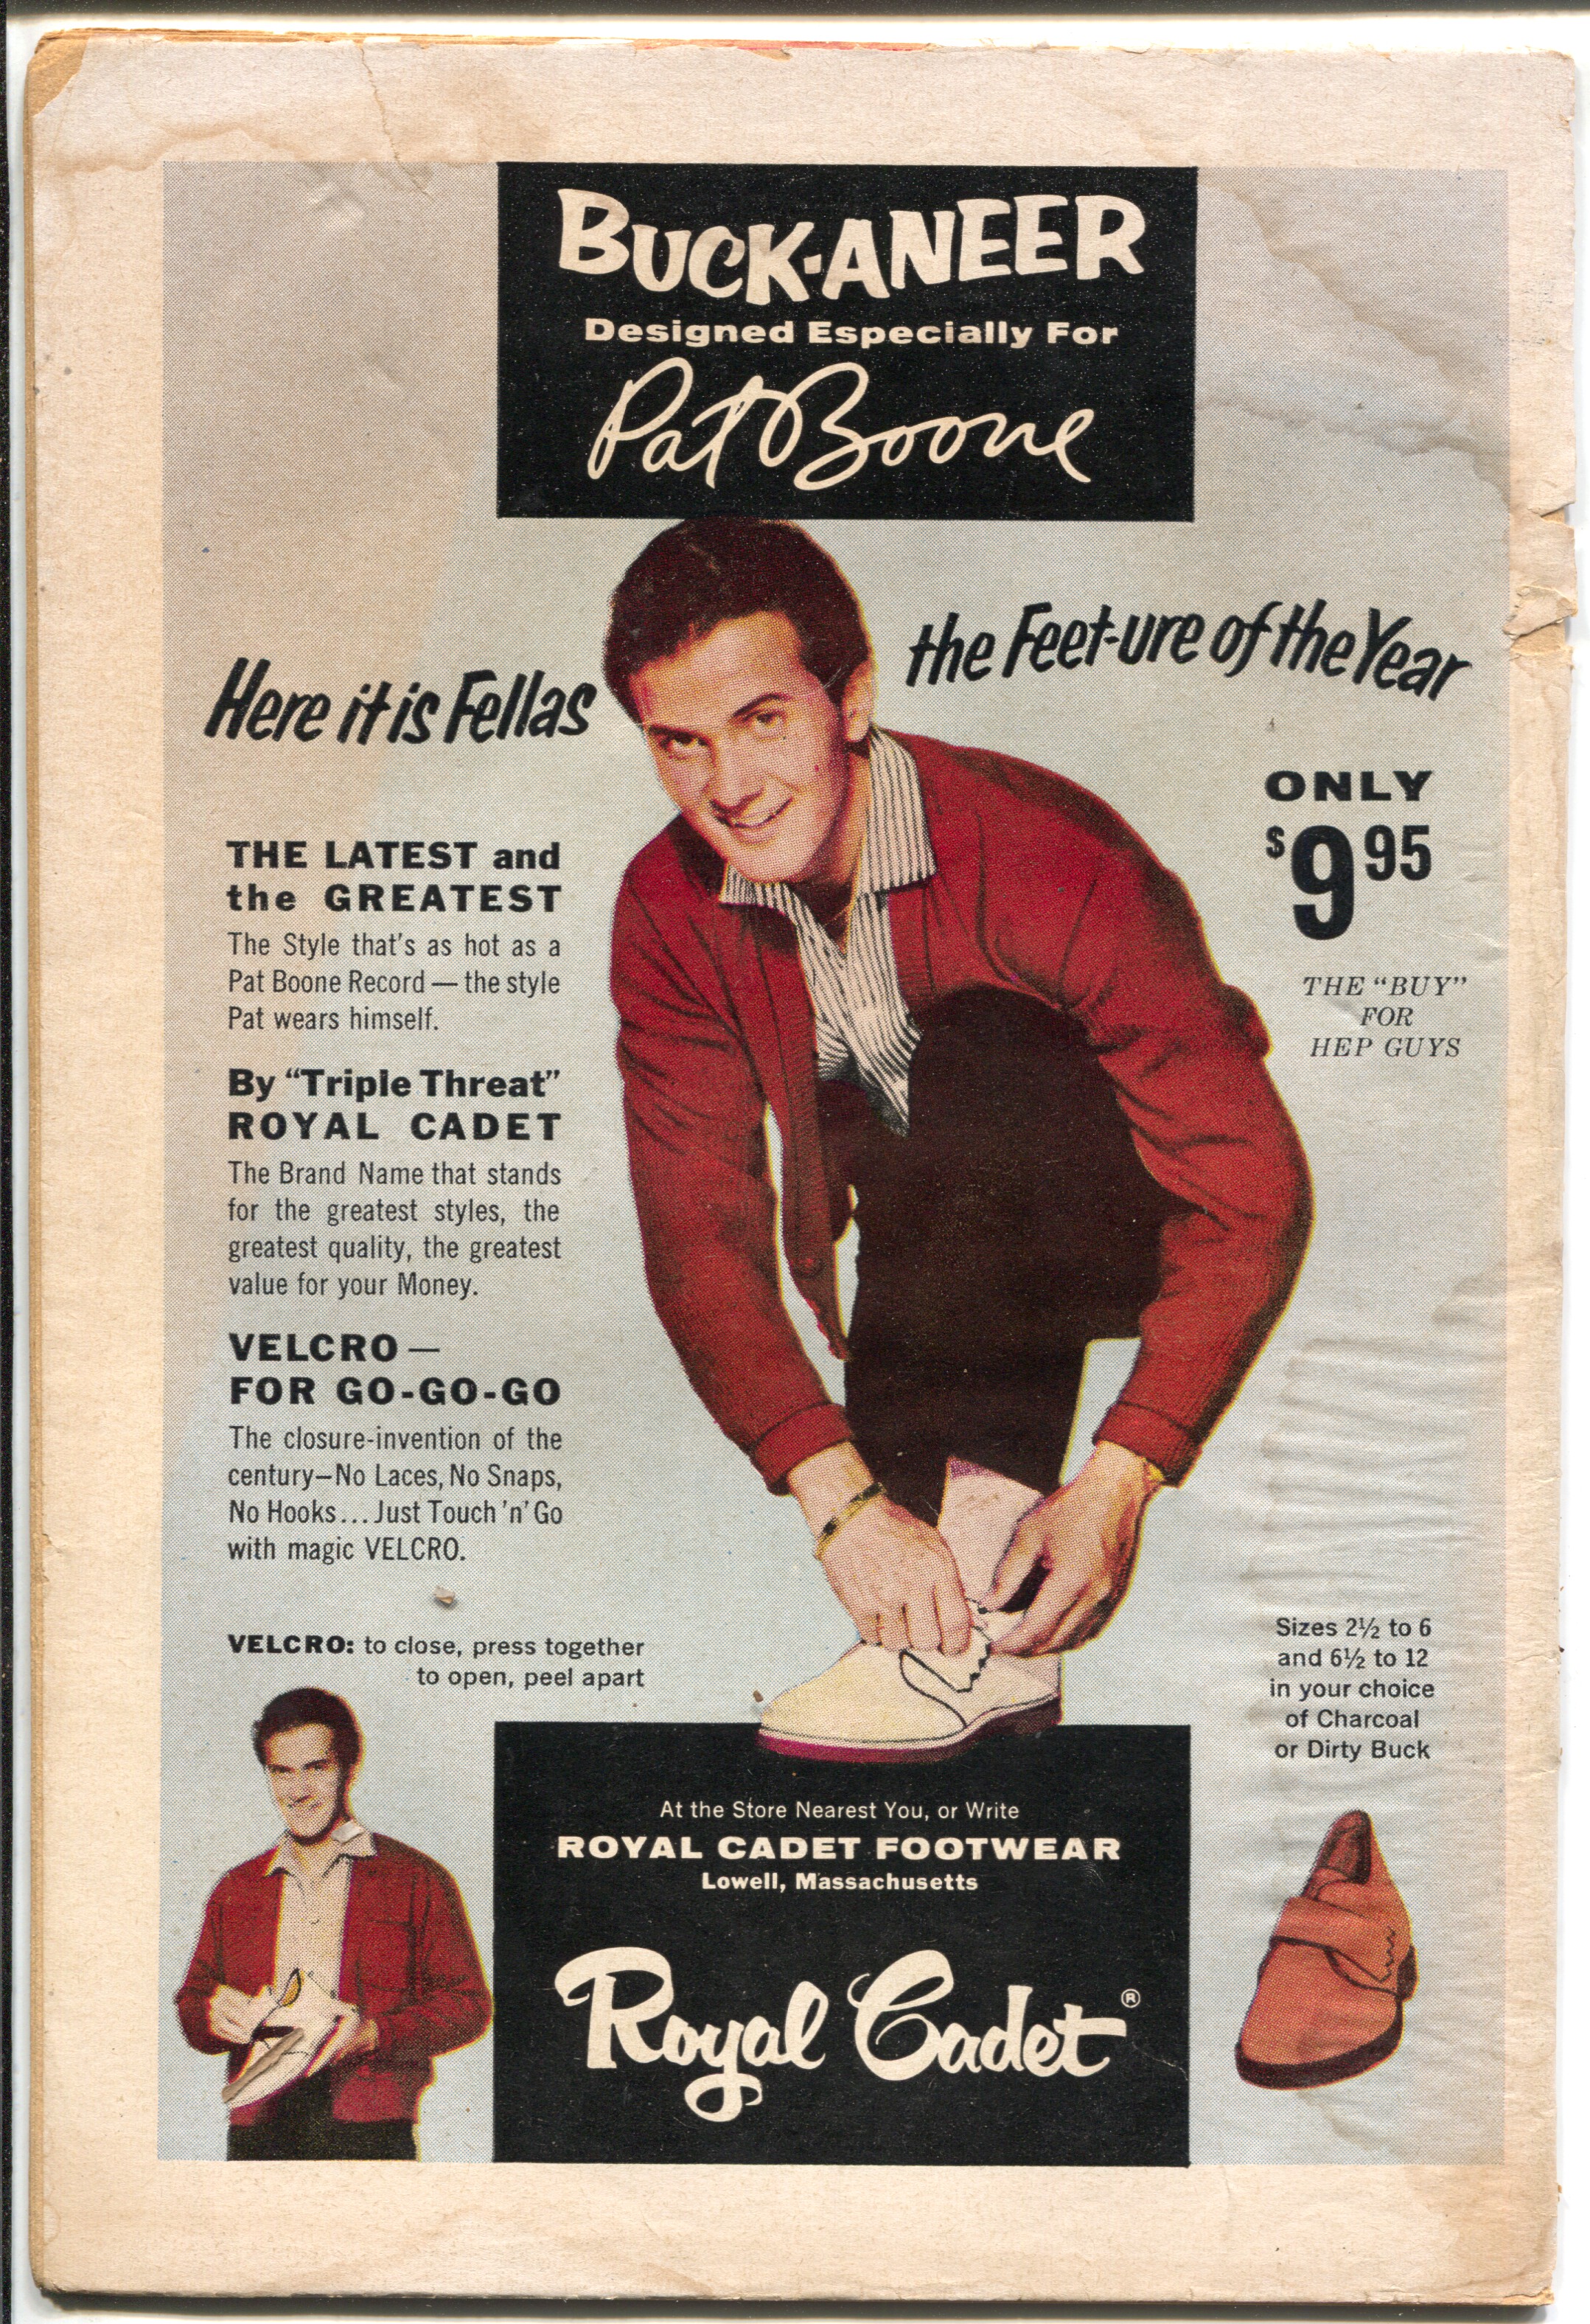 BUCK-ANEER
Designed Especially For
Pat Boone
Here it is Fellas
the Feet-ure of the Year
THE LATEST and
the GREATEST
The Style that's as hot as a
Pat Boone Record — the style
Pat wears himself.
By “Triple Threat”
ROYAL CADET
The Brand Name that stands
for the greatest styles, the
greatest quality, the greatest
value for your Money.
VELCRO —
FOR GO-GO-GO
The closure-invention of the
century—No Laces, No Snaps,
No Hooks... Just Touch 'n' Go
with magic VELCRO.
VELCRO: to close, press together
to open, peel apart
ONLY
$9 95
THE “BUY”
FOR
HEP GUYS
Sizes 2½ to 6
and 6½ to 12
in your choice
of Charcoal
or Dirty Buck
At the Store Nearest You, or Write
ROYAL CADET FOOTWEAR
Lowell, Massachusetts
Royal Cadet®